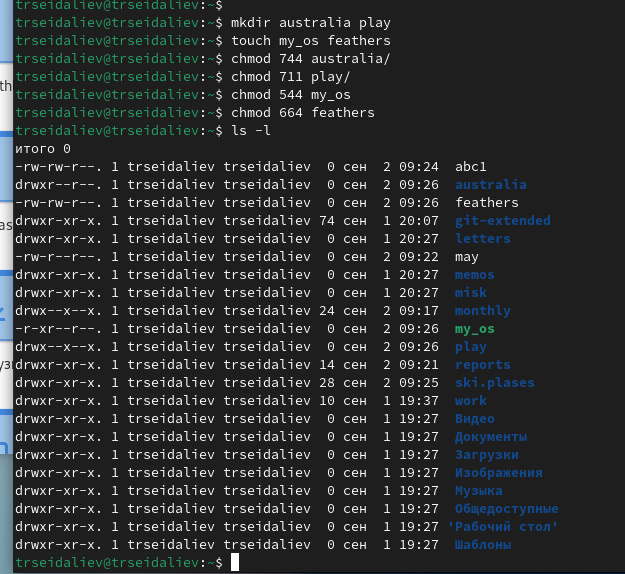 trseidaliev@trseidaliev:~$
trseidaliev@trseidaliev:~$ mkdir australia play
trseidaliev@trseidaliev:~$ touch my_os feathers
trseidaliev@trseidaliev:~$ chmod 744 australia/
trseidaliev@trseidaliev:~$ chmod 711 play/
trseidaliev@trseidaliev:~$ chmod 544 my_os
trseidaliev@trseidaliev:~$ chmod 664 feathers
trseidaliev@trseidaliev:~$ ls -l
итого 0
-rw-rw-r--. 1 trseidaliev trseidaliev  0 сен  2 09:24  abc1
drwxr--r--. 1 trseidaliev trseidaliev  0 сен  2 09:26  australia
-rw-rw-r--. 1 trseidaliev trseidaliev  0 сен  2 09:26  feathers
drwxr-xr-x. 1 trseidaliev trseidaliev 74 сен  1 20:07  git-extended
drwxr-xr-x. 1 trseidaliev trseidaliev  0 сен  1 20:27  letters
-rw-r--r--. 1 trseidaliev trseidaliev  0 сен  2 09:22  may
drwxr-xr-x. 1 trseidaliev trseidaliev  0 сен  1 20:27  memos
drwxr-xr-x. 1 trseidaliev trseidaliev  0 сен  1 20:27  misk
drwx--x--x. 1 trseidaliev trseidaliev 24 сен  2 09:17  monthly
-r-xr--r--. 1 trseidaliev trseidaliev  0 сен  2 09:26  my_os
drwx--x--x. 1 trseidaliev trseidaliev  0 сен  2 09:26  play
drwxr-xr-x. 1 trseidaliev trseidaliev 14 сен  2 09:21  reports
drwxr-xr-x. 1 trseidaliev trseidaliev 28 сен  2 09:25  ski.plases
drwxr-xr-x. 1 trseidaliev trseidaliev 10 сен  1 19:37  work
drwxr-xr-x. 1 trseidaliev trseidaliev  0 сен  1 19:27  Видео
drwxr-xr-x. 1 trseidaliev trseidaliev  0 сен  1 19:27  Документы
drwxr-xr-x. 1 trseidaliev trseidaliev  0 сен  1 19:27  Загрузки
drwxr-xr-x. 1 trseidaliev trseidaliev  0 сен  1 19:27  Изображения
drwxr-xr-x. 1 trseidaliev trseidaliev  0 сен  1 19:27  Музыка
drwxr-xr-x. 1 trseidaliev trseidaliev  0 сен  1 19:27  Общедоступные
drwxr-xr-x. 1 trseidaliev trseidaliev  0 сен  1 19:27 'Рабочий стол'
drwxr-xr-x. 1 trseidaliev trseidaliev  0 сен  1 19:27  Шаблоны
trseidaliev@trseidaliev:~$